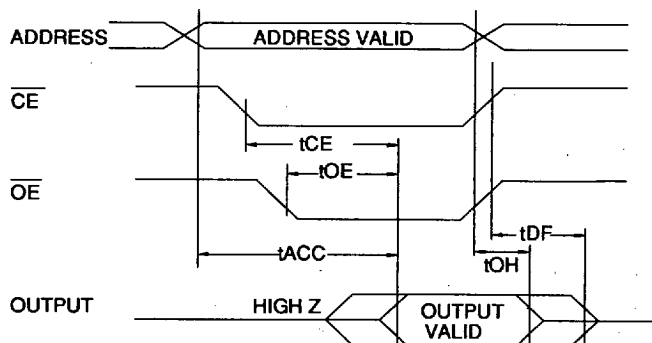 ADDRESS
ADDRESS VALID
CE
tCE
tOE
OE
tDF
tACC
tOH
OUTPUT
HIGH Z
OUTPUT
VALID